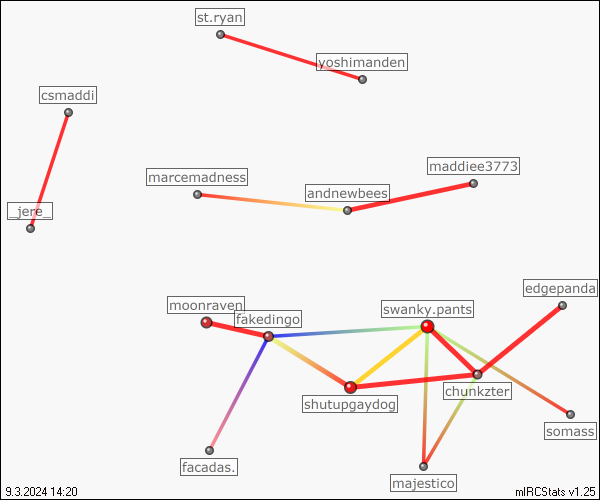 st.ryan
yoshimanden
csmaddi
maddiee3773
marcemadness
andnewbees
_jere_
edgepanda
moonraven
swanky.pants
fakedingo
chunkzter
shutupgaydog
somass
facadas.
majestico
9.3.2024 14:20
mIRCStats v1.25